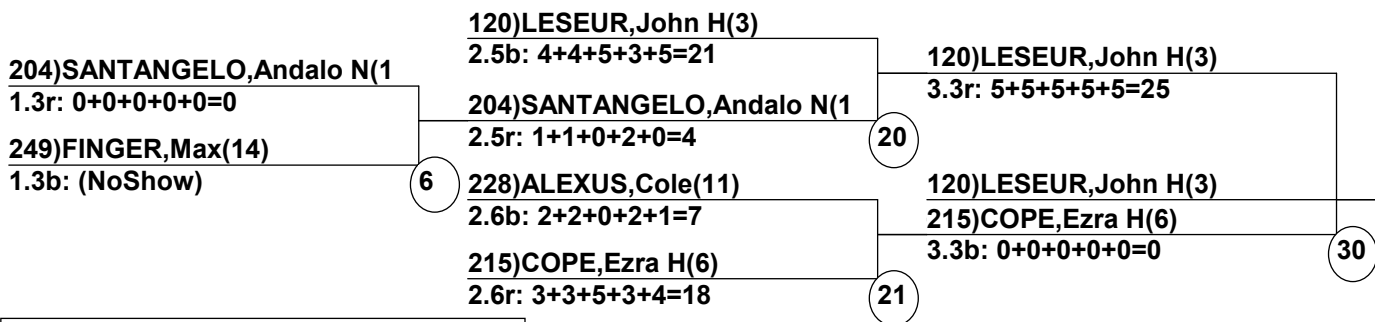 204)SANTANGELO,Andalo N(1
1.3r: 0+0+0+0+0=0
249)FINGER,Max(14)
1.3b: (NoShow)
6
120)LESEUR,John H(3)
2.5b: 4+4+5+3+5=21
204)SANTANGELO,Andalo N(1
2.5r: 1+1+0+2+0=4
20
228)ALEXUS,Cole(11)
2.6b: 2+2+0+2+1=7
215)COPE,Ezra H(6)
2.6r: 3+3+5+3+4=18
21
120)LESEUR,John H(3)
3.3r: 5+5+5+5+5=25
120)LESEUR,John H(3)
215)COPE,Ezra H(6)
3.3b: 0+0+0+0+0=0
30